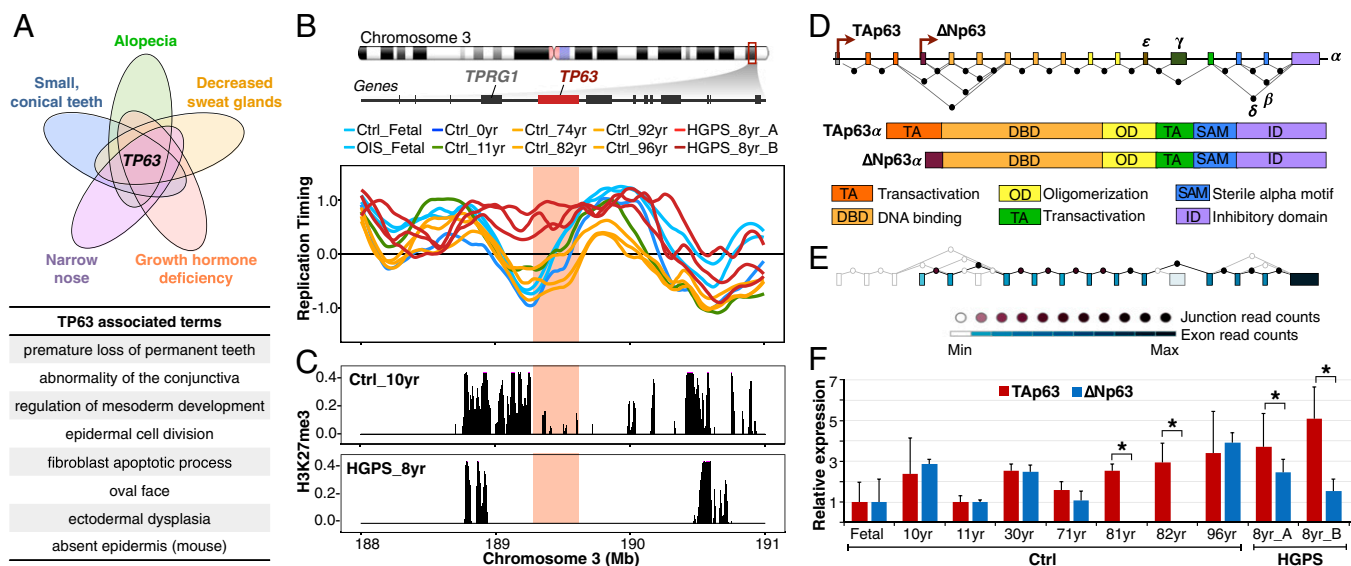 A
Alopecia
Small,
conical teeth
Decreased
sweat glands
TP63
Narrow
nose
Growth hormone
deficiency
TP63 associated terms
premature loss of permanent teeth
abnormality of the conjunctiva
regulation of mesoderm development
epidermal cell division
fibroblast apoptotic process
oval face
ectodermal dysplasia
absent epidermis (mouse)
B
Chromosome 3
TPRG1 TP63
Genes
Ctrl_Fetal Ctrl_0yr Ctrl_74yr Ctrl_92yr HGPS_8yr_A
OIS_Fetal Ctrl_11yr Ctrl_82yr Ctrl_96yr HGPS_8yr_B
Replication Timing
1.0
0.0
-1.0
C
H3K27me3
Ctrl_10yr
0.4
0.2
0.0
HGPS_8yr
0.4
0.2
0.0
188 189 190 191
Chromosome 3 (Mb)
D
TAp63 ΔNp63
ε γ
α
δ β
TAp63α TA DBD OD TA SAM ID
ΔNp63α DBD OD TA SAM ID
TA Transactivation OD Oligomerization SAM Sterile alpha motif
DBD DNA binding TA Transactivation ID Inhibitory domain
E
Junction read counts
Exon read counts
Min Max
F
Relative expression
7
5
3
1
TAp63 ΔNp63
* * * *
Fetal 10yr 11yr 30yr 71yr 81yr 82yr 96yr 8yr_A 8yr_B
Ctrl HGPS